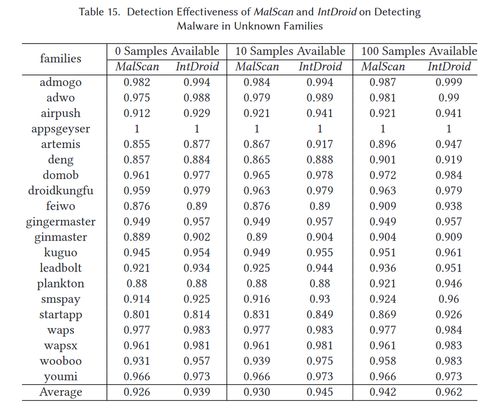 Table 15. Detection Effectiveness of MalScan and IntDroid on Detecting
Malware in Unknown Families
families 0 Samples Available 10 Samples Available 100 Samples Available
MalScan IntDroid MalScan IntDroid MalScan IntDroid
admogo 0.982 0.994 0.984 0.994 0.987 0.999
adwo 0.975 0.988 0.979 0.989 0.981 0.99
airpush 0.912 0.929 0.921 0.941 0.921 0.941
appsgeyser 1 1 1 1 1 1
artemis 0.855 0.877 0.867 0.917 0.896 0.947
deng 0.857 0.884 0.865 0.888 0.901 0.919
domob 0.961 0.977 0.965 0.978 0.972 0.984
droidkungfu 0.959 0.979 0.963 0.979 0.963 0.979
feiwo 0.876 0.89 0.876 0.89 0.909 0.938
gingermaster 0.949 0.957 0.949 0.957 0.949 0.957
ginmaster 0.889 0.902 0.89 0.904 0.904 0.909
kuguo 0.945 0.954 0.949 0.955 0.951 0.961
leadbolt 0.921 0.934 0.925 0.944 0.936 0.951
plankton 0.88 0.88 0.88 0.88 0.921 0.946
smspay 0.914 0.925 0.916 0.93 0.924 0.96
startapp 0.801 0.814 0.831 0.849 0.869 0.926
waps 0.977 0.983 0.977 0.983 0.977 0.984
wapsx 0.961 0.981 0.961 0.981 0.961 0.983
wooboo 0.931 0.957 0.939 0.975 0.958 0.983
youmi 0.966 0.973 0.966 0.973 0.966 0.973
Average 0.926 0.939 0.930 0.945 0.942 0.962